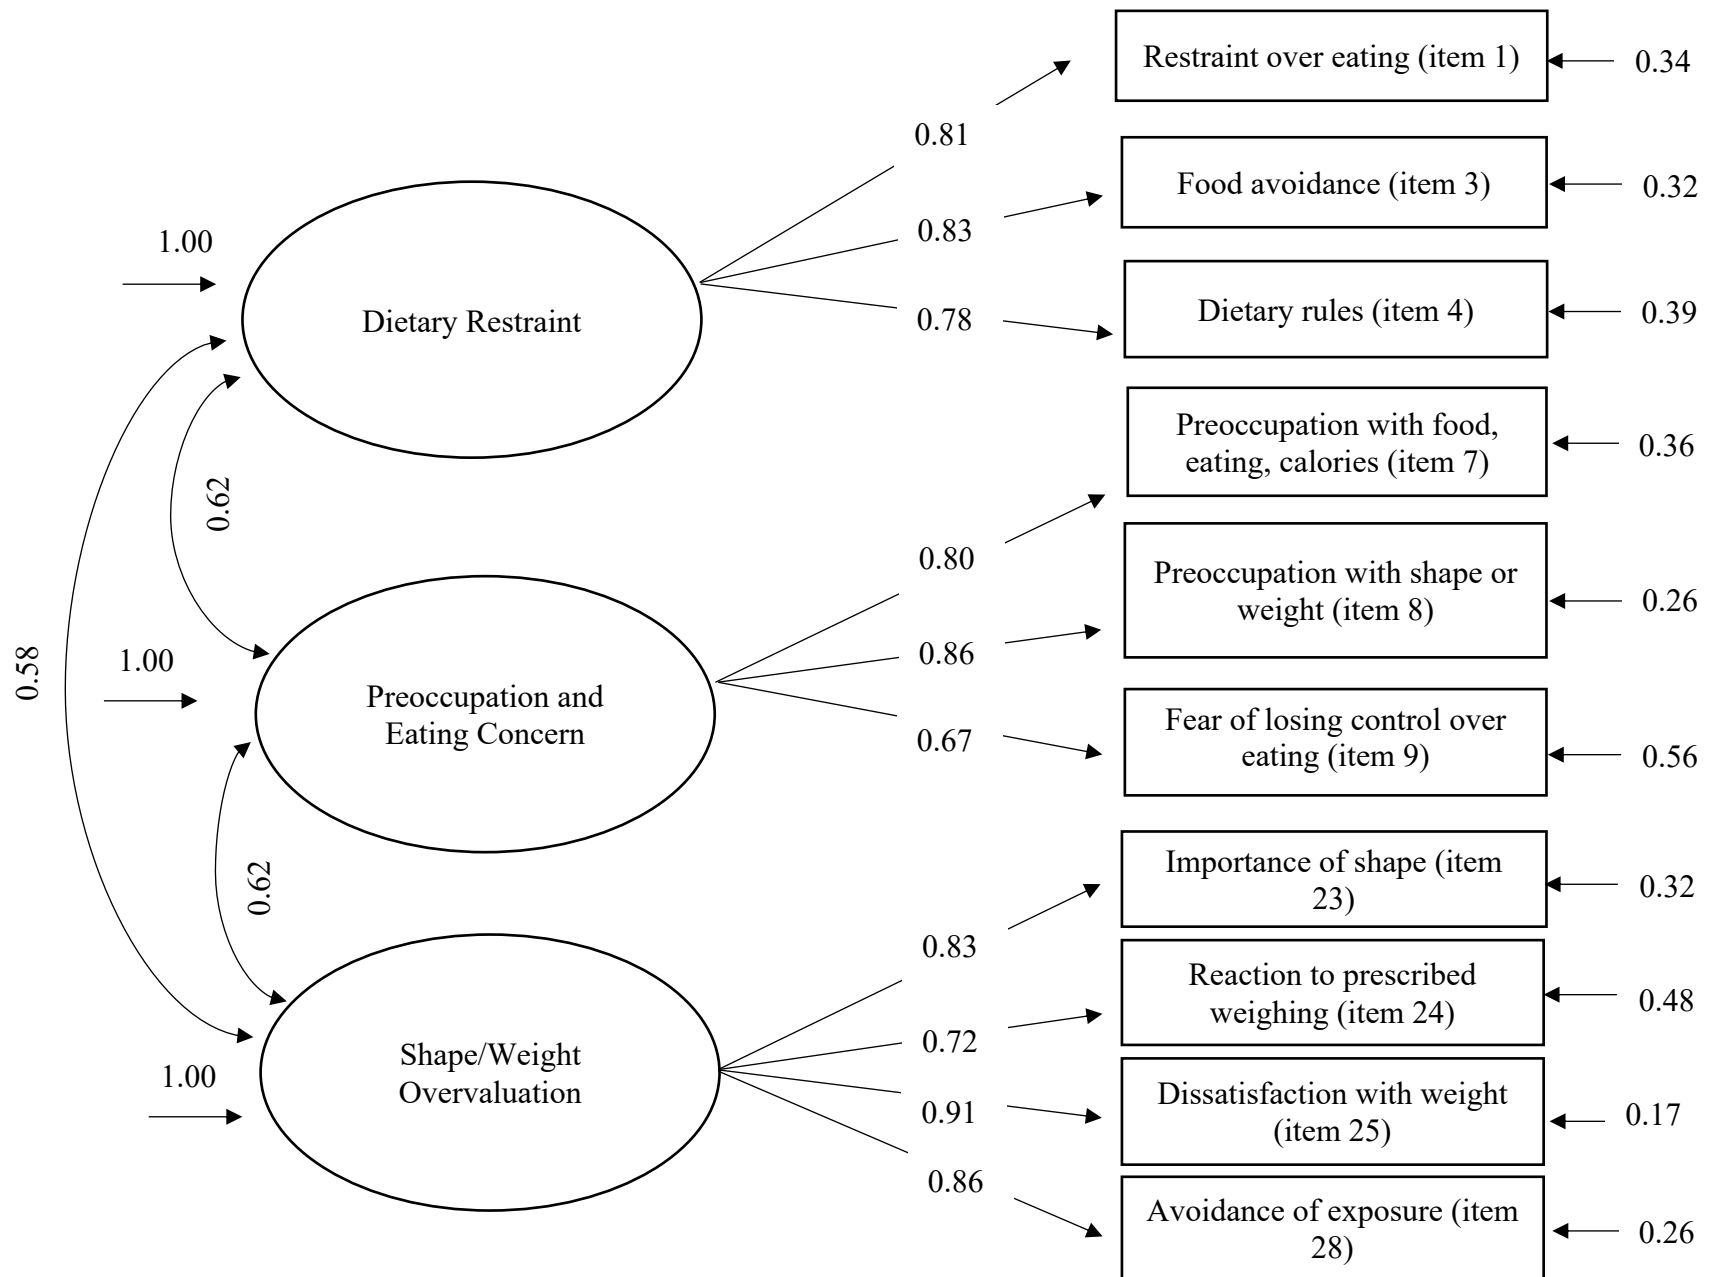 Restraint over eating (item 1)
0.34
0.81
Food avoidance (item 3)
0.32
0.83
1.00
Dietary Restraint
Dietary rules (item 4)
0.39
0.78
Preoccupation with food,
eating, calories (item 7)
0.36
0.62
0.80
Preoccupation with shape or
weight (item 8)
0.26
0.86
0.58
1.00
Preoccupation and
Eating Concern
Fear of losing control over
eating (item 9)
0.56
0.67
0.62
Importance of shape (item
23)
0.32
0.83
Reaction to prescribed
weighing (item 24)
0.48
0.72
1.00
Shape/Weight
Overvaluation
Dissatisfaction with weight
(item 25)
0.17
0.91
0.86
Avoidance of exposure (item
28)
0.26